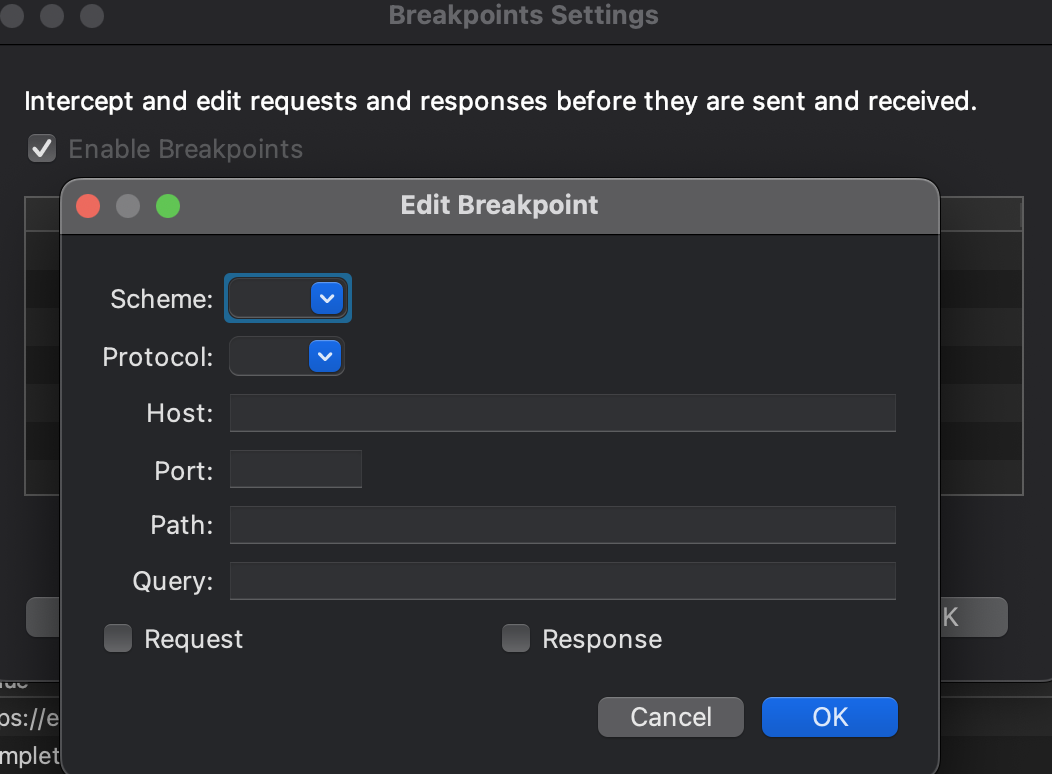 Breakpoints Settings
Intercept and edit requests and responses before they are sent and received.
Enable Breakpoints
Edit Breakpoint
Scheme:
Protocol:
Host:
Port:
Path:
Query:
Request
Response
K
ps://e
mplet
Cancel
OK